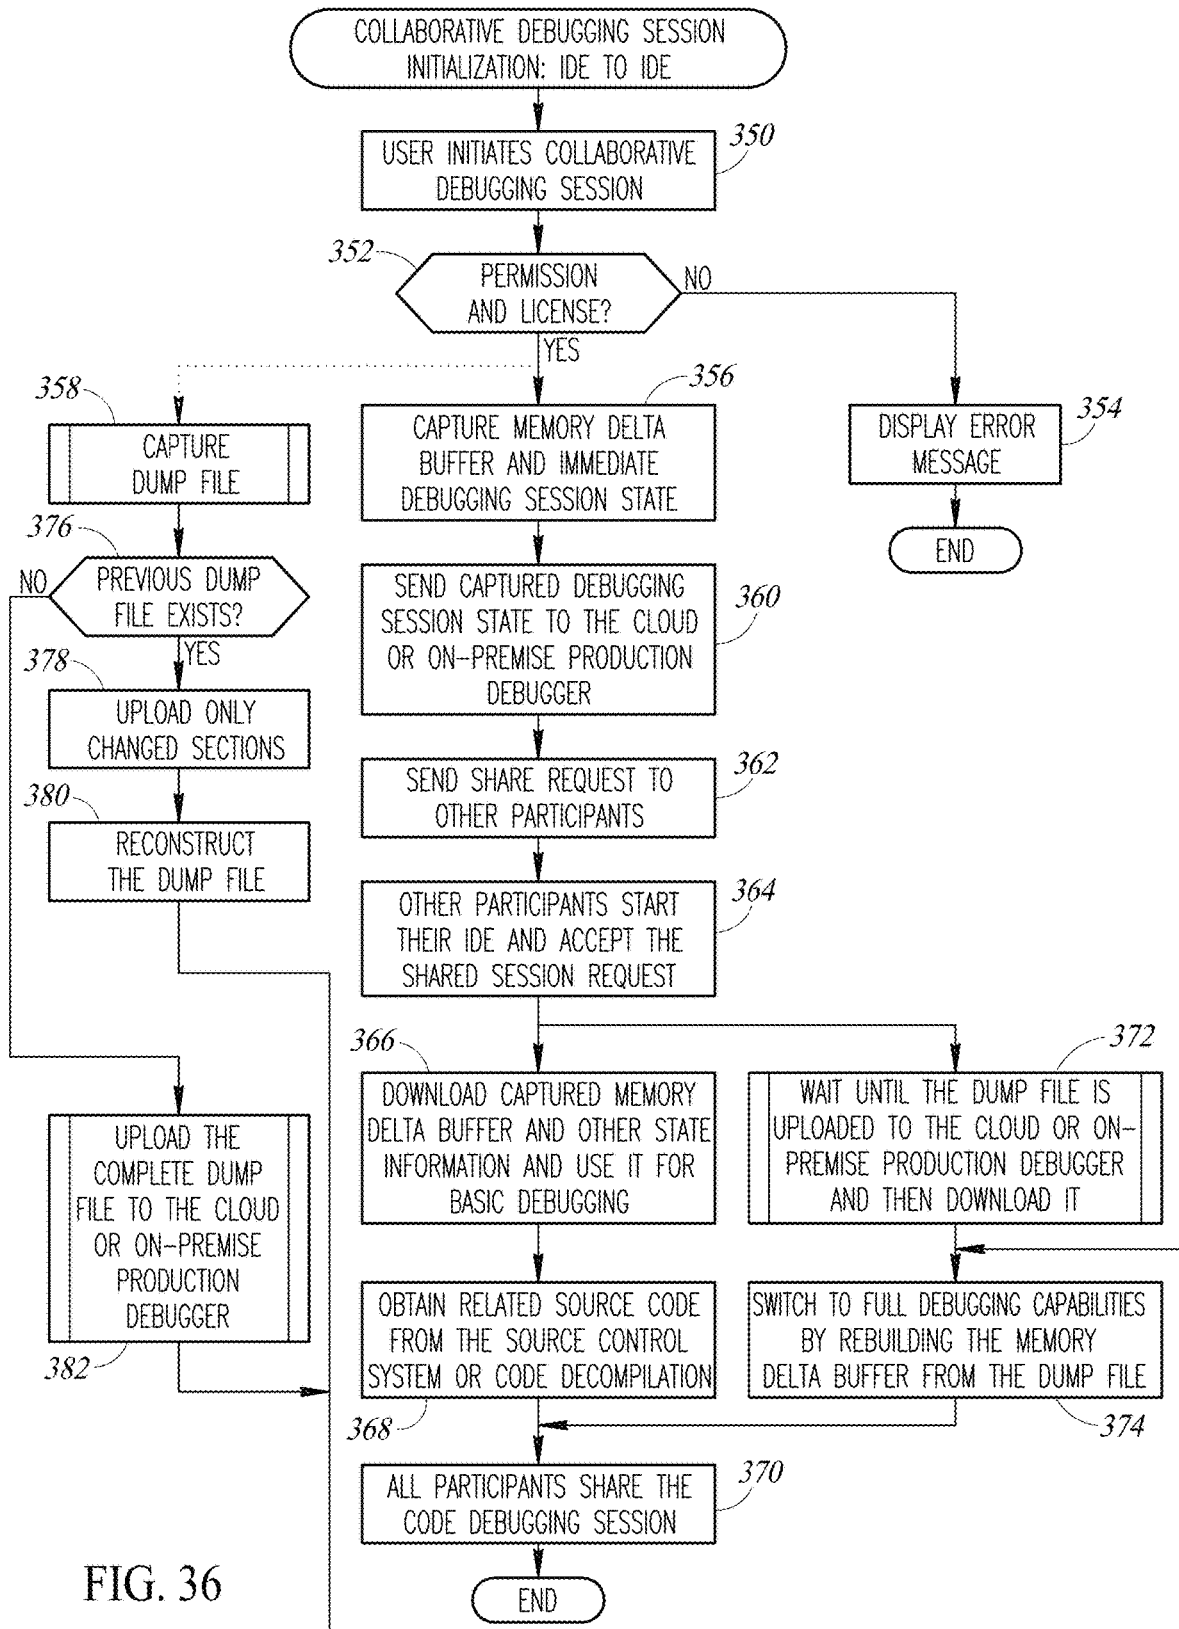 COLLABORATIVE DEBUGGING SESSION
INITIALIZATION: IDE TO IDE
350
USER INITIATES COLLABORATIVE
DEBUGGING SESSION
352
PERMISSION
AND LICENSE?
NO
YES
358
CAPTURE
DUMP FILE
356
CAPTURE MEMORY DELTA
BUFFER AND IMMEDIATE
DEBUGGING SESSION STATE
354
DISPLAY ERROR
MESSAGE
END
376
NO
PREVIOUS DUMP
FILE EXISTS?
YES
360
SEND CAPTURED DEBUGGING
SESSION STATE TO THE CLOUD
OR ON-PREMISE PRODUCTION
DEBUGGER
378
UPLOAD ONLY
CHANGED SECTIONS
362
SEND SHARE REQUEST TO
OTHER PARTICIPANTS
380
RECONSTRUCT
THE DUMP FILE
364
OTHER PARTICIPANTS START
THEIR IDE AND ACCEPT THE
SHARED SESSION REQUEST
366
DOWNLOAD CAPTURED MEMORY
DELTA BUFFER AND OTHER STATE
INFORMATION AND USE IT FOR
BASIC DEBUGGING
372
WAIT UNTIL THE DUMP FILE IS
UPLOADED TO THE CLOUD OR ON-
PREMISE PRODUCTION DEBUGGER
AND THEN DOWNLOAD IT
UPLOAD THE
COMPLETE DUMP
FILE TO THE CLOUD
OR ON-PREMISE
PRODUCTION
DEBUGGER
382
OBTAIN RELATED SOURCE CODE
FROM THE SOURCE CONTROL
SYSTEM OR CODE DECOMPILATION
368
SWITCH TO FULL DEBUGGING CAPABILITIES
BY REBUILDING THE MEMORY
DELTA BUFFER FROM THE DUMP FILE
374
370
ALL PARTICIPANTS SHARE THE
CODE DEBUGGING SESSION
END
FIG. 36